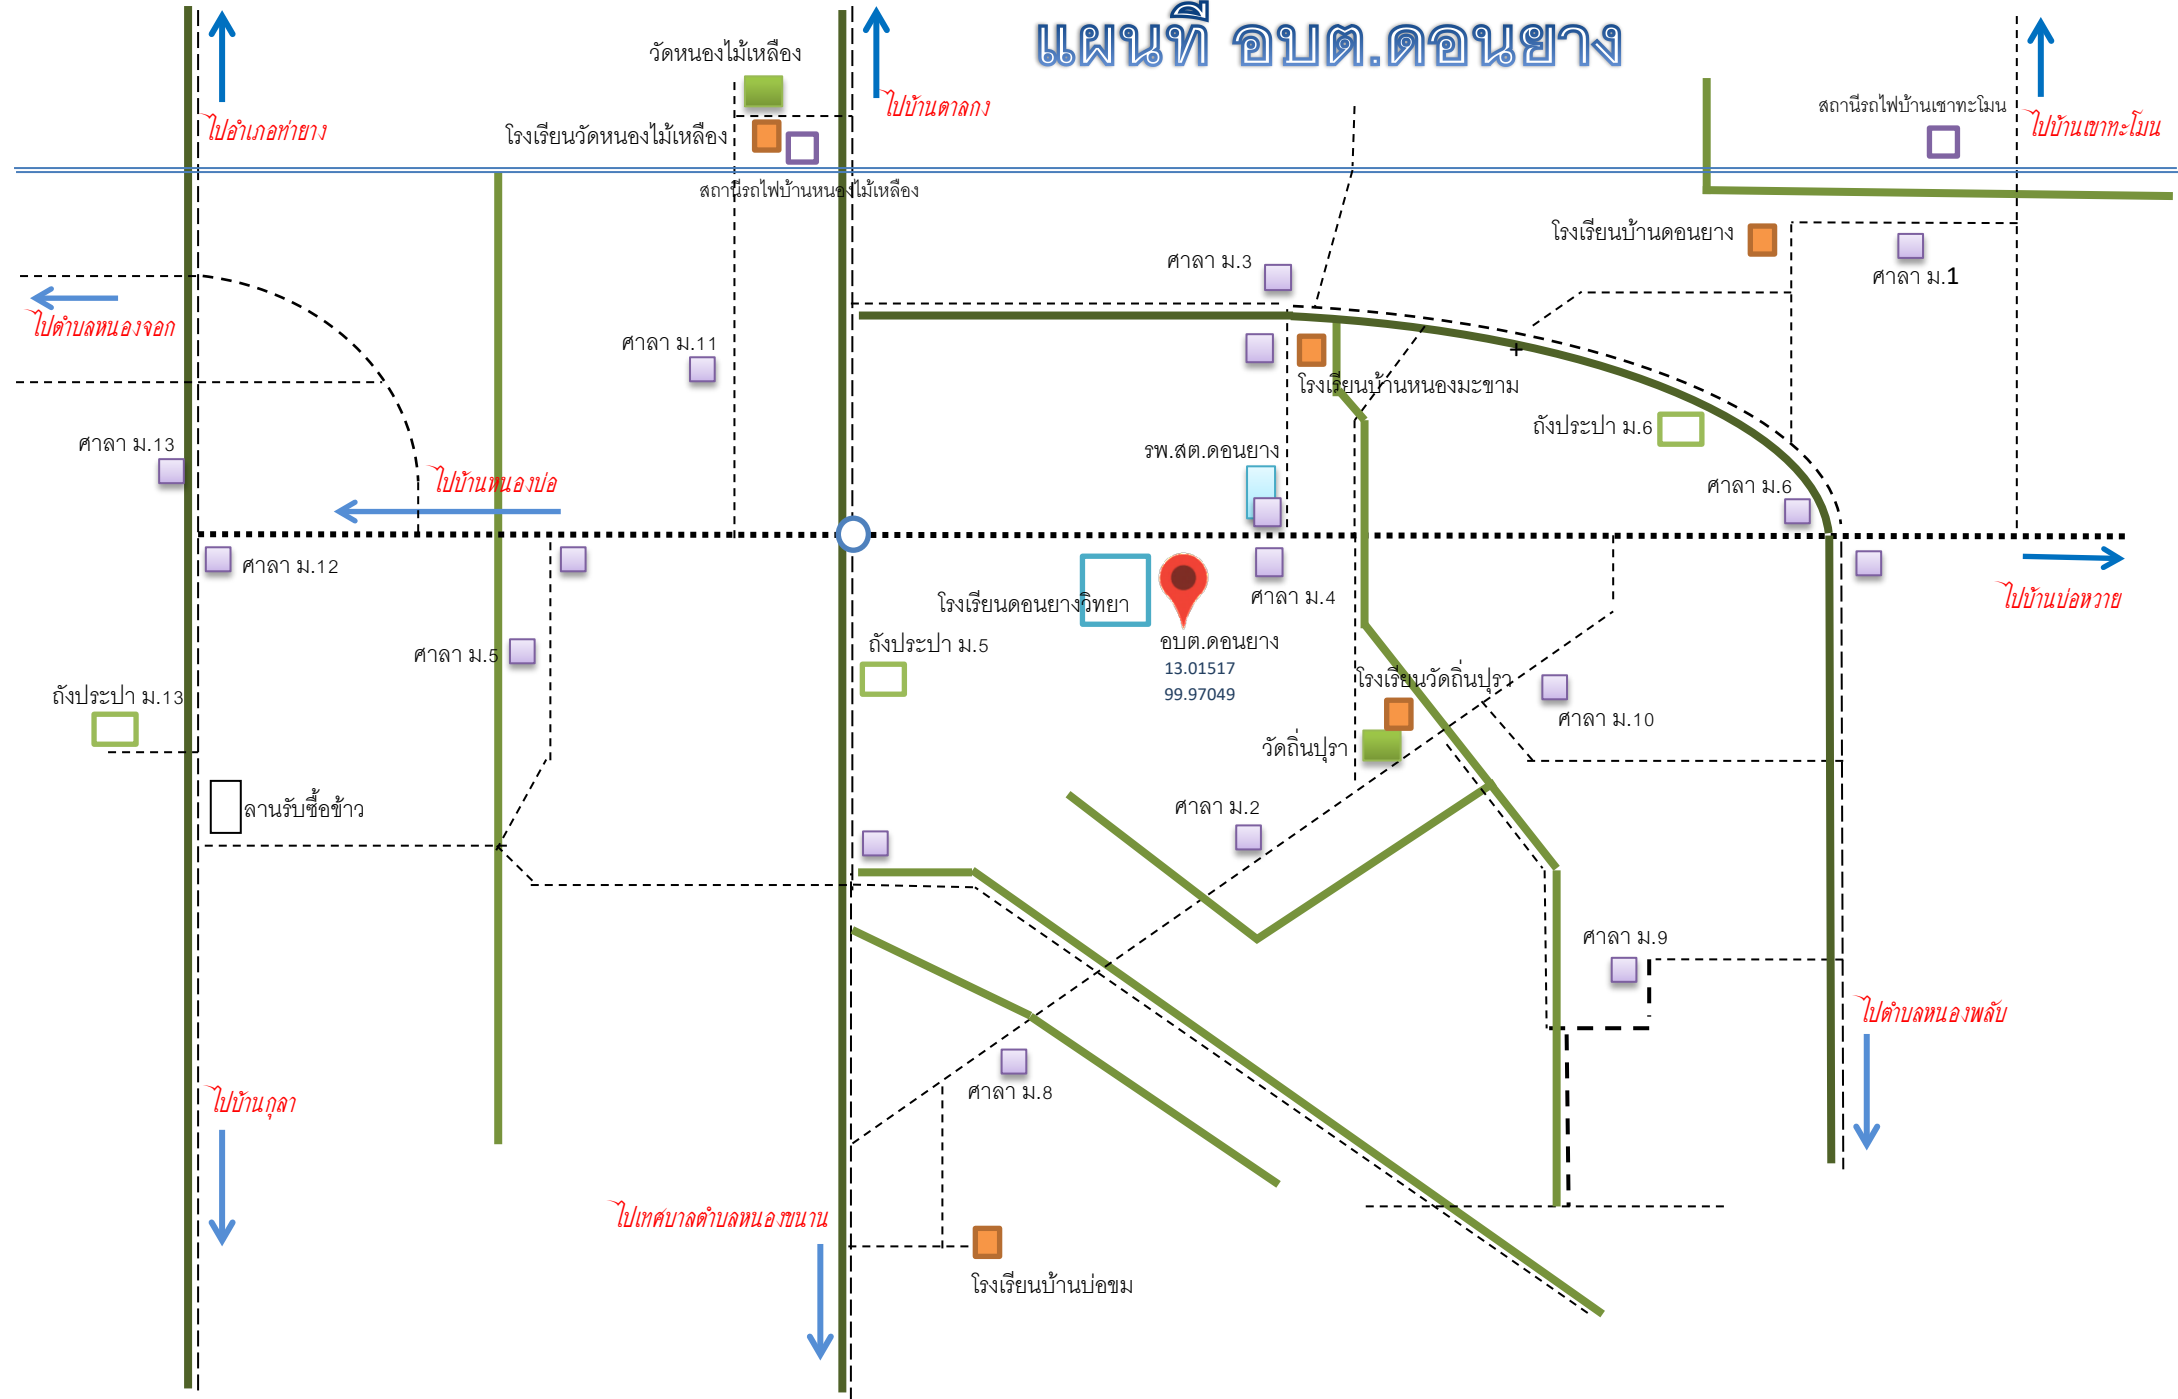 แผนที่ อบต.ดอนยาง
วัดหนองไม้เหลือง
ไปบ้านตาลกง
สถานีรถไฟบ้านเขาทะโมน
ไปบ้านเขาทะโมน
ไปอำเภอท่ายาง
โรงเรียนวัดหนองไม้เหลือง
สถานีรถไฟบ้านหนองไม้เหลือง
โรงเรียนบ้านดอนยาง
ศาลา ม.3
ศาลา ม.1
ไปตำบลหนองจอก
ศาลา ม.11
โรงเรียนบ้านหนองมะขาม
+
ถังประปา ม.6
ศาลา ม.13
รพ.สต.ดอนยาง
ไปบ้านหนองบ่อ
ศาลา ม.6
ศาลา ม.12
โรงเรียนดอนยางวิทยา
ศาลา ม.4
ไปบ้านบ่อหวาย
ศาลา ม.5
ถังประปา ม.5
อบต.ดอนยาง
13.01517
99.97049
โรงเรียนวัดถิ่นปุรา
ถังประปา ม.13
ศาลา ม.10
วัดถิ่นปุรา
ลานรับซื้อข้าว
ศาลา ม.2
ศาลา ม.9
ไปตำบลหนองพลับ
ศาลา ม.8
ไปบ้านกุลา
ไปเทศบาลตำบลหนองขนาน
โรงเรียนบ้านบ่อขม